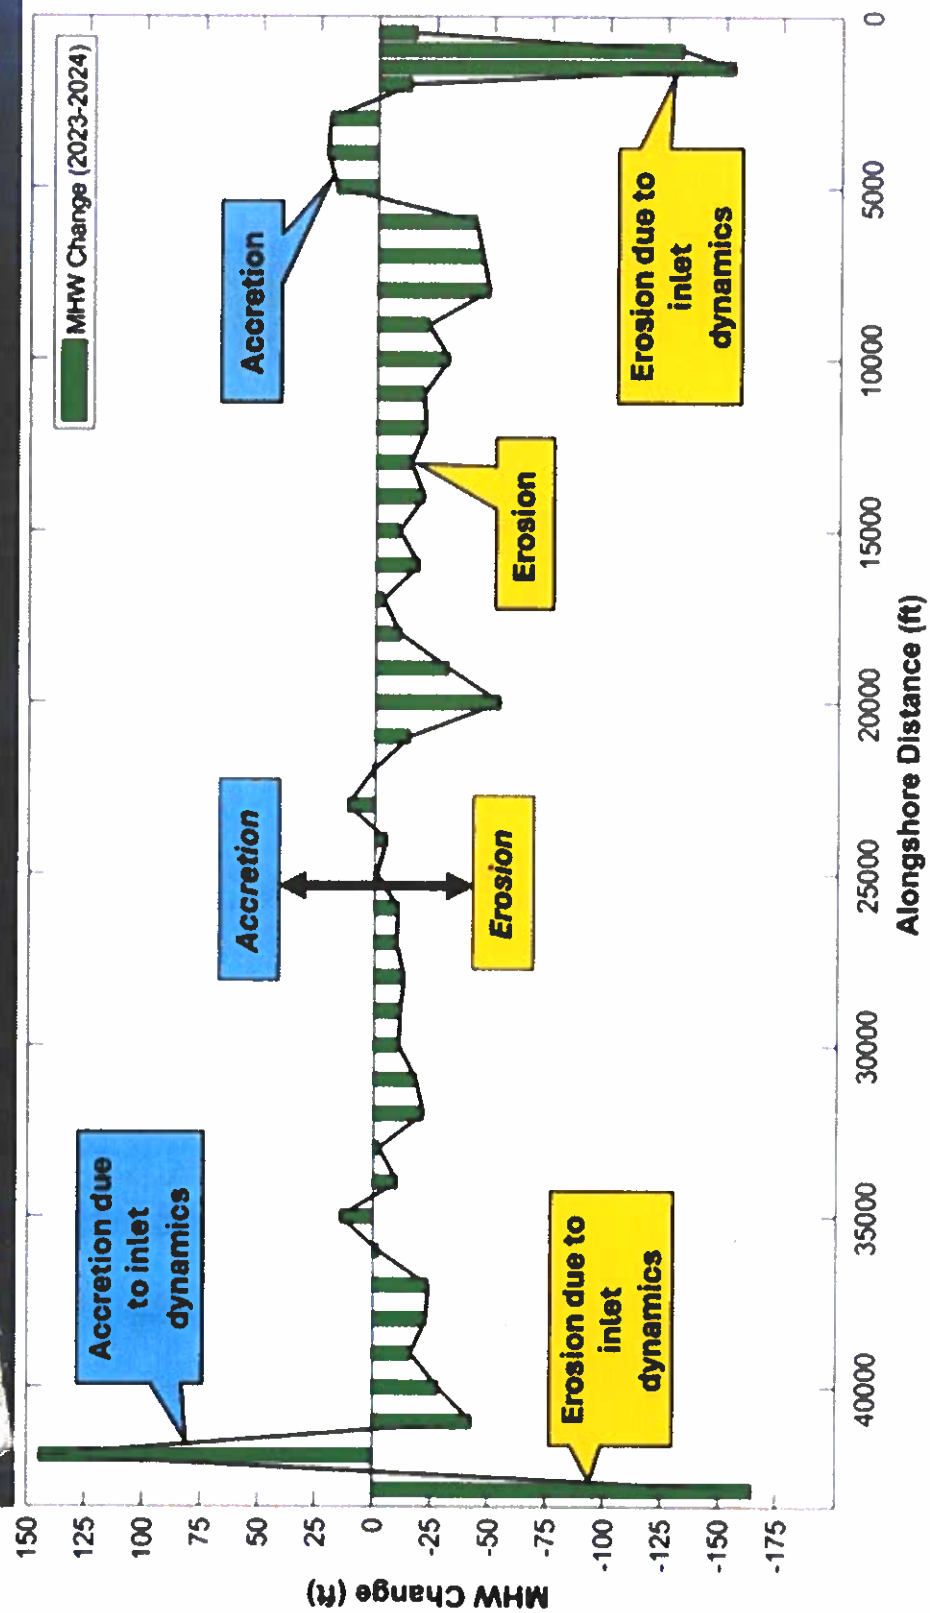 MHW Change (2023-2024)
Accretion due
to inlet
dynamics
Accretion
Accretion
Erosion
Erosion
Erosion due to
inlet
dynamics
Erosion due to
inlet
dynamics
MHW Change (ft)
150
125
100
75
50
25
0
-25
-50
-75
-100
-125
-150
-175
40000
35000
30000
25000
20000
15000
10000
5000
0
Alongshore Distance (ft)